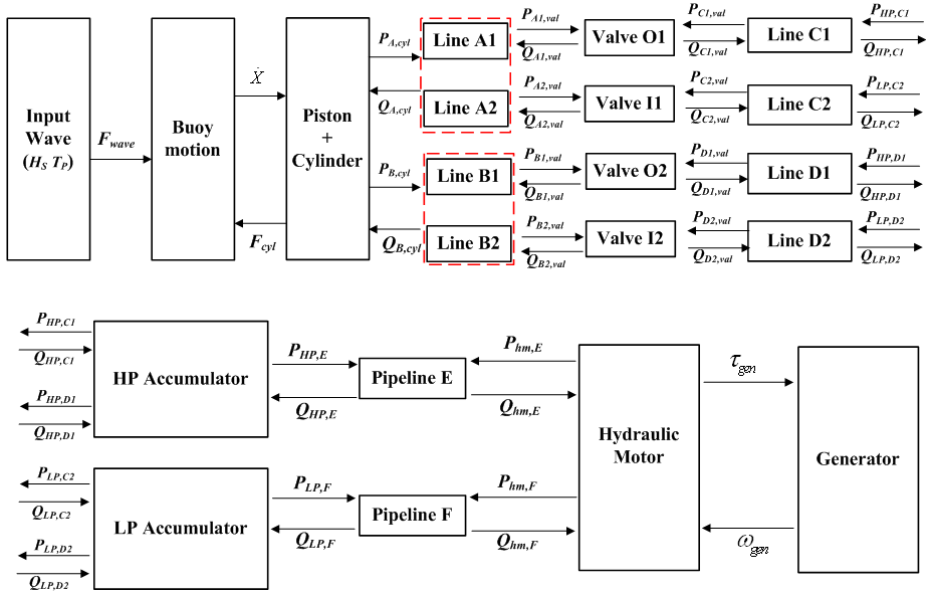 Input
Wave
(H_S T_P)
F_wave
Buoy
motion
Ẋ
F_cyl
Piston
+
Cylinder
P_A,cyl
Q_A,cyl
P_B,cyl
Q_B,cyl
Line A1
Line A2
Line B1
Line B2
P_A1,val
Q_A1,val
P_A2,val
Q_A2,val
P_B1,val
Q_B1,val
P_B2,val
Q_B2,val
Valve O1
Valve I1
Valve O2
Valve I2
P_C1,val
Q_C1,val
P_C2,val
Q_C2,val
P_D1,val
Q_D1,val
P_D2,val
Q_D2,val
Line C1
Line C2
Line D1
Line D2
P_HP,C1
Q_HP,C1
P_LP,C2
Q_LP,C2
P_HP,D1
Q_HP,D1
P_LP,D2
Q_LP,D2
P_HP,C1
Q_HP,C1
P_HP,D1
Q_HP,D1
HP Accumulator
P_HP,E
Q_HP,E
Pipeline E
P_hm,E
Q_hm,E
P_LP,C2
Q_LP,C2
P_LP,D2
Q_LP,D2
LP Accumulator
P_LP,F
Q_LP,F
Pipeline F
P_hm,F
Q_hm,F
Hydraulic
Motor
τ_gen
ω_gen
Generator